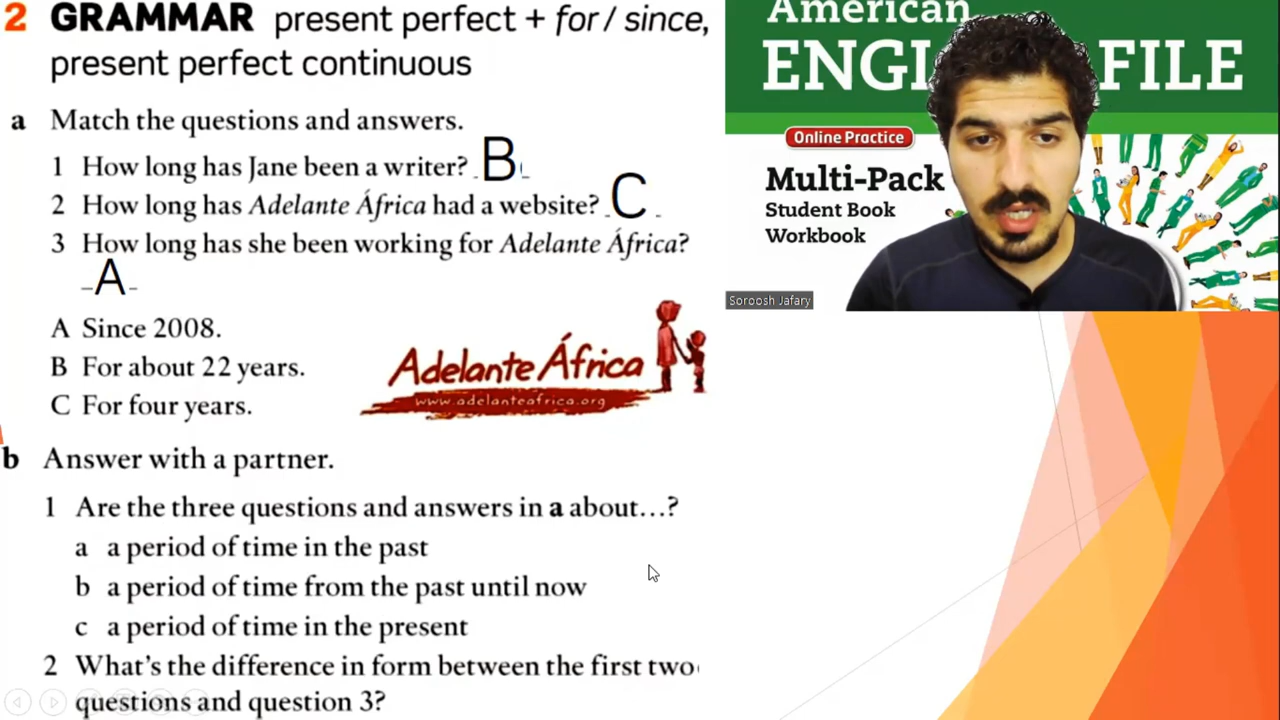 2 GRAMMAR present perfect + for / since,
present perfect continuous
a Match the questions and answers.
1 How long has Jane been a writer? B
2 How long has Adelante África had a website? C
3 How long has she been working for Adelante África?
A
A Since 2008.
B For about 22 years.
C For four years.
Adelante África
www.adelanteafrica.org
b Answer with a partner.
1 Are the three questions and answers in a about…?
a a period of time in the past
b a period of time from the past until now
c a period of time in the present
2 What's the difference in form between the first two
questions and question 3?
American
ENGL FILE
Online Practice
Multi-Pack
Student Book
Workbook
Soroosh Jafary